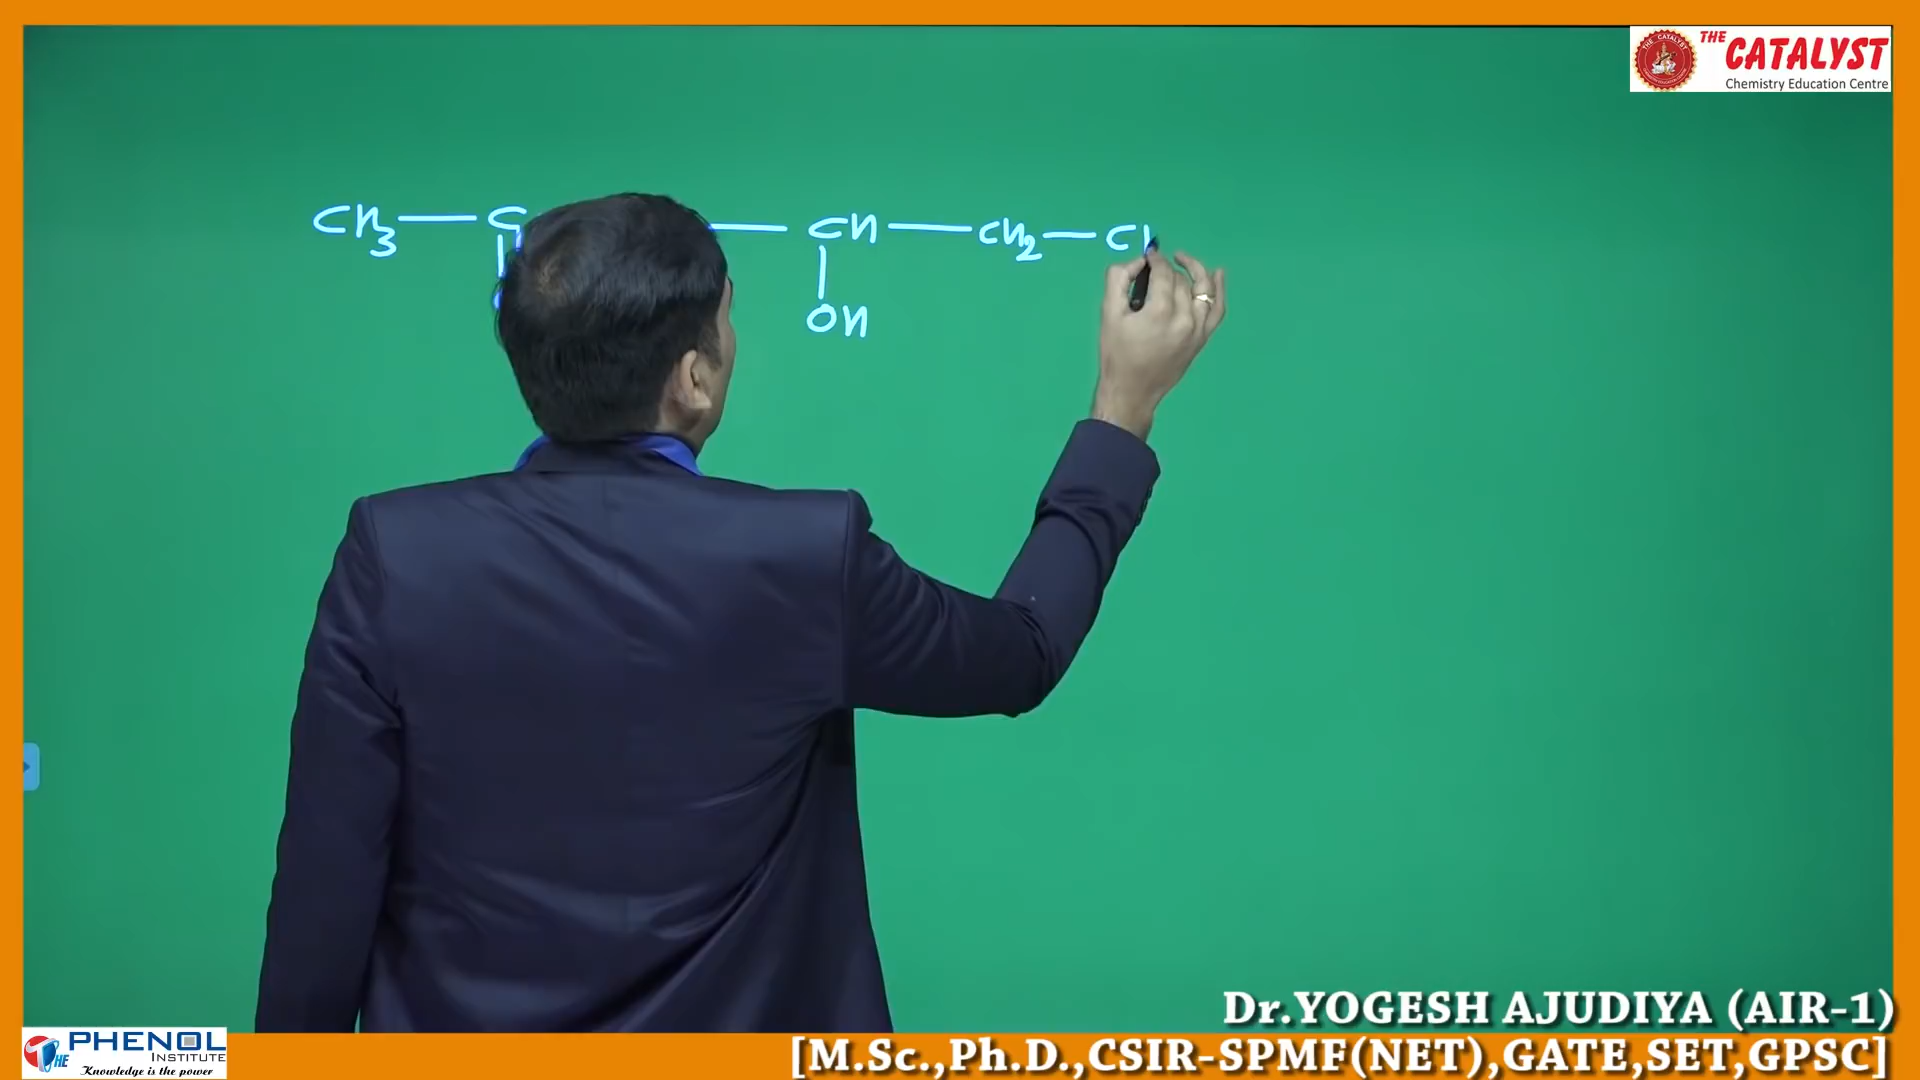 THE CATALYST
Chemistry Education Centre
CH3 — C — CH — CH2 — C
OH
Dr.YOGESH AJUDIYA (AIR-1)
[M.Sc.,Ph.D.,CSIR-SPMF(NET),GATE,SET,GPSC]
THE PHENOL
INSTITUTE
Knowledge is the power